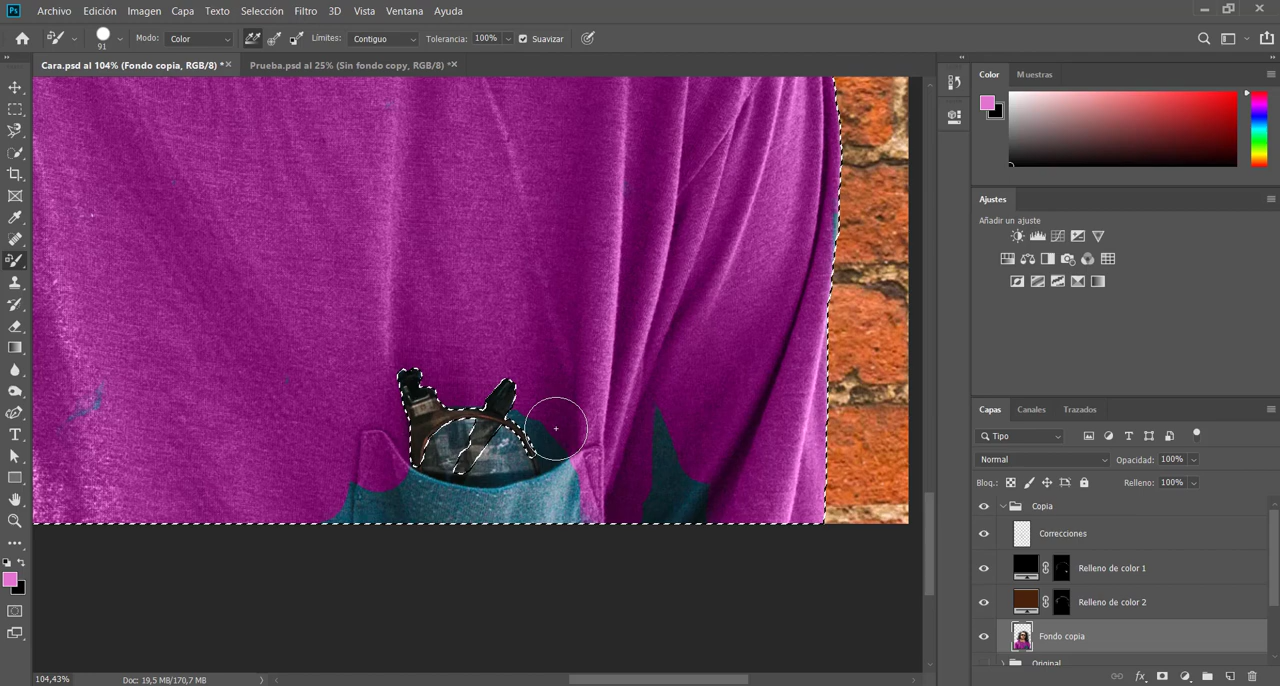 Ps Archivo Edición Imagen Capa Texto Selección Filtro 3D Vista Ventana Ayuda
91 Modo: Color Límites: Contiguo Tolerancia: 100% Suavizar
Cara.psd al 104% (Fondo copia, RGB/8) * Prueba.psd al 25% (Sin fondo copy, RGB/8) *
Color Muestras
Ajustes
Añadir un ajuste
Capas Canales Trazados
Tipo
Normal Opacidad: 100%
Bloq.: Relleno: 100%
Copia
Correcciones
Relleno de color 1
Relleno de color 2
Fondo copia
Original
104,43% Doc: 19,5 MB/170,7 MB